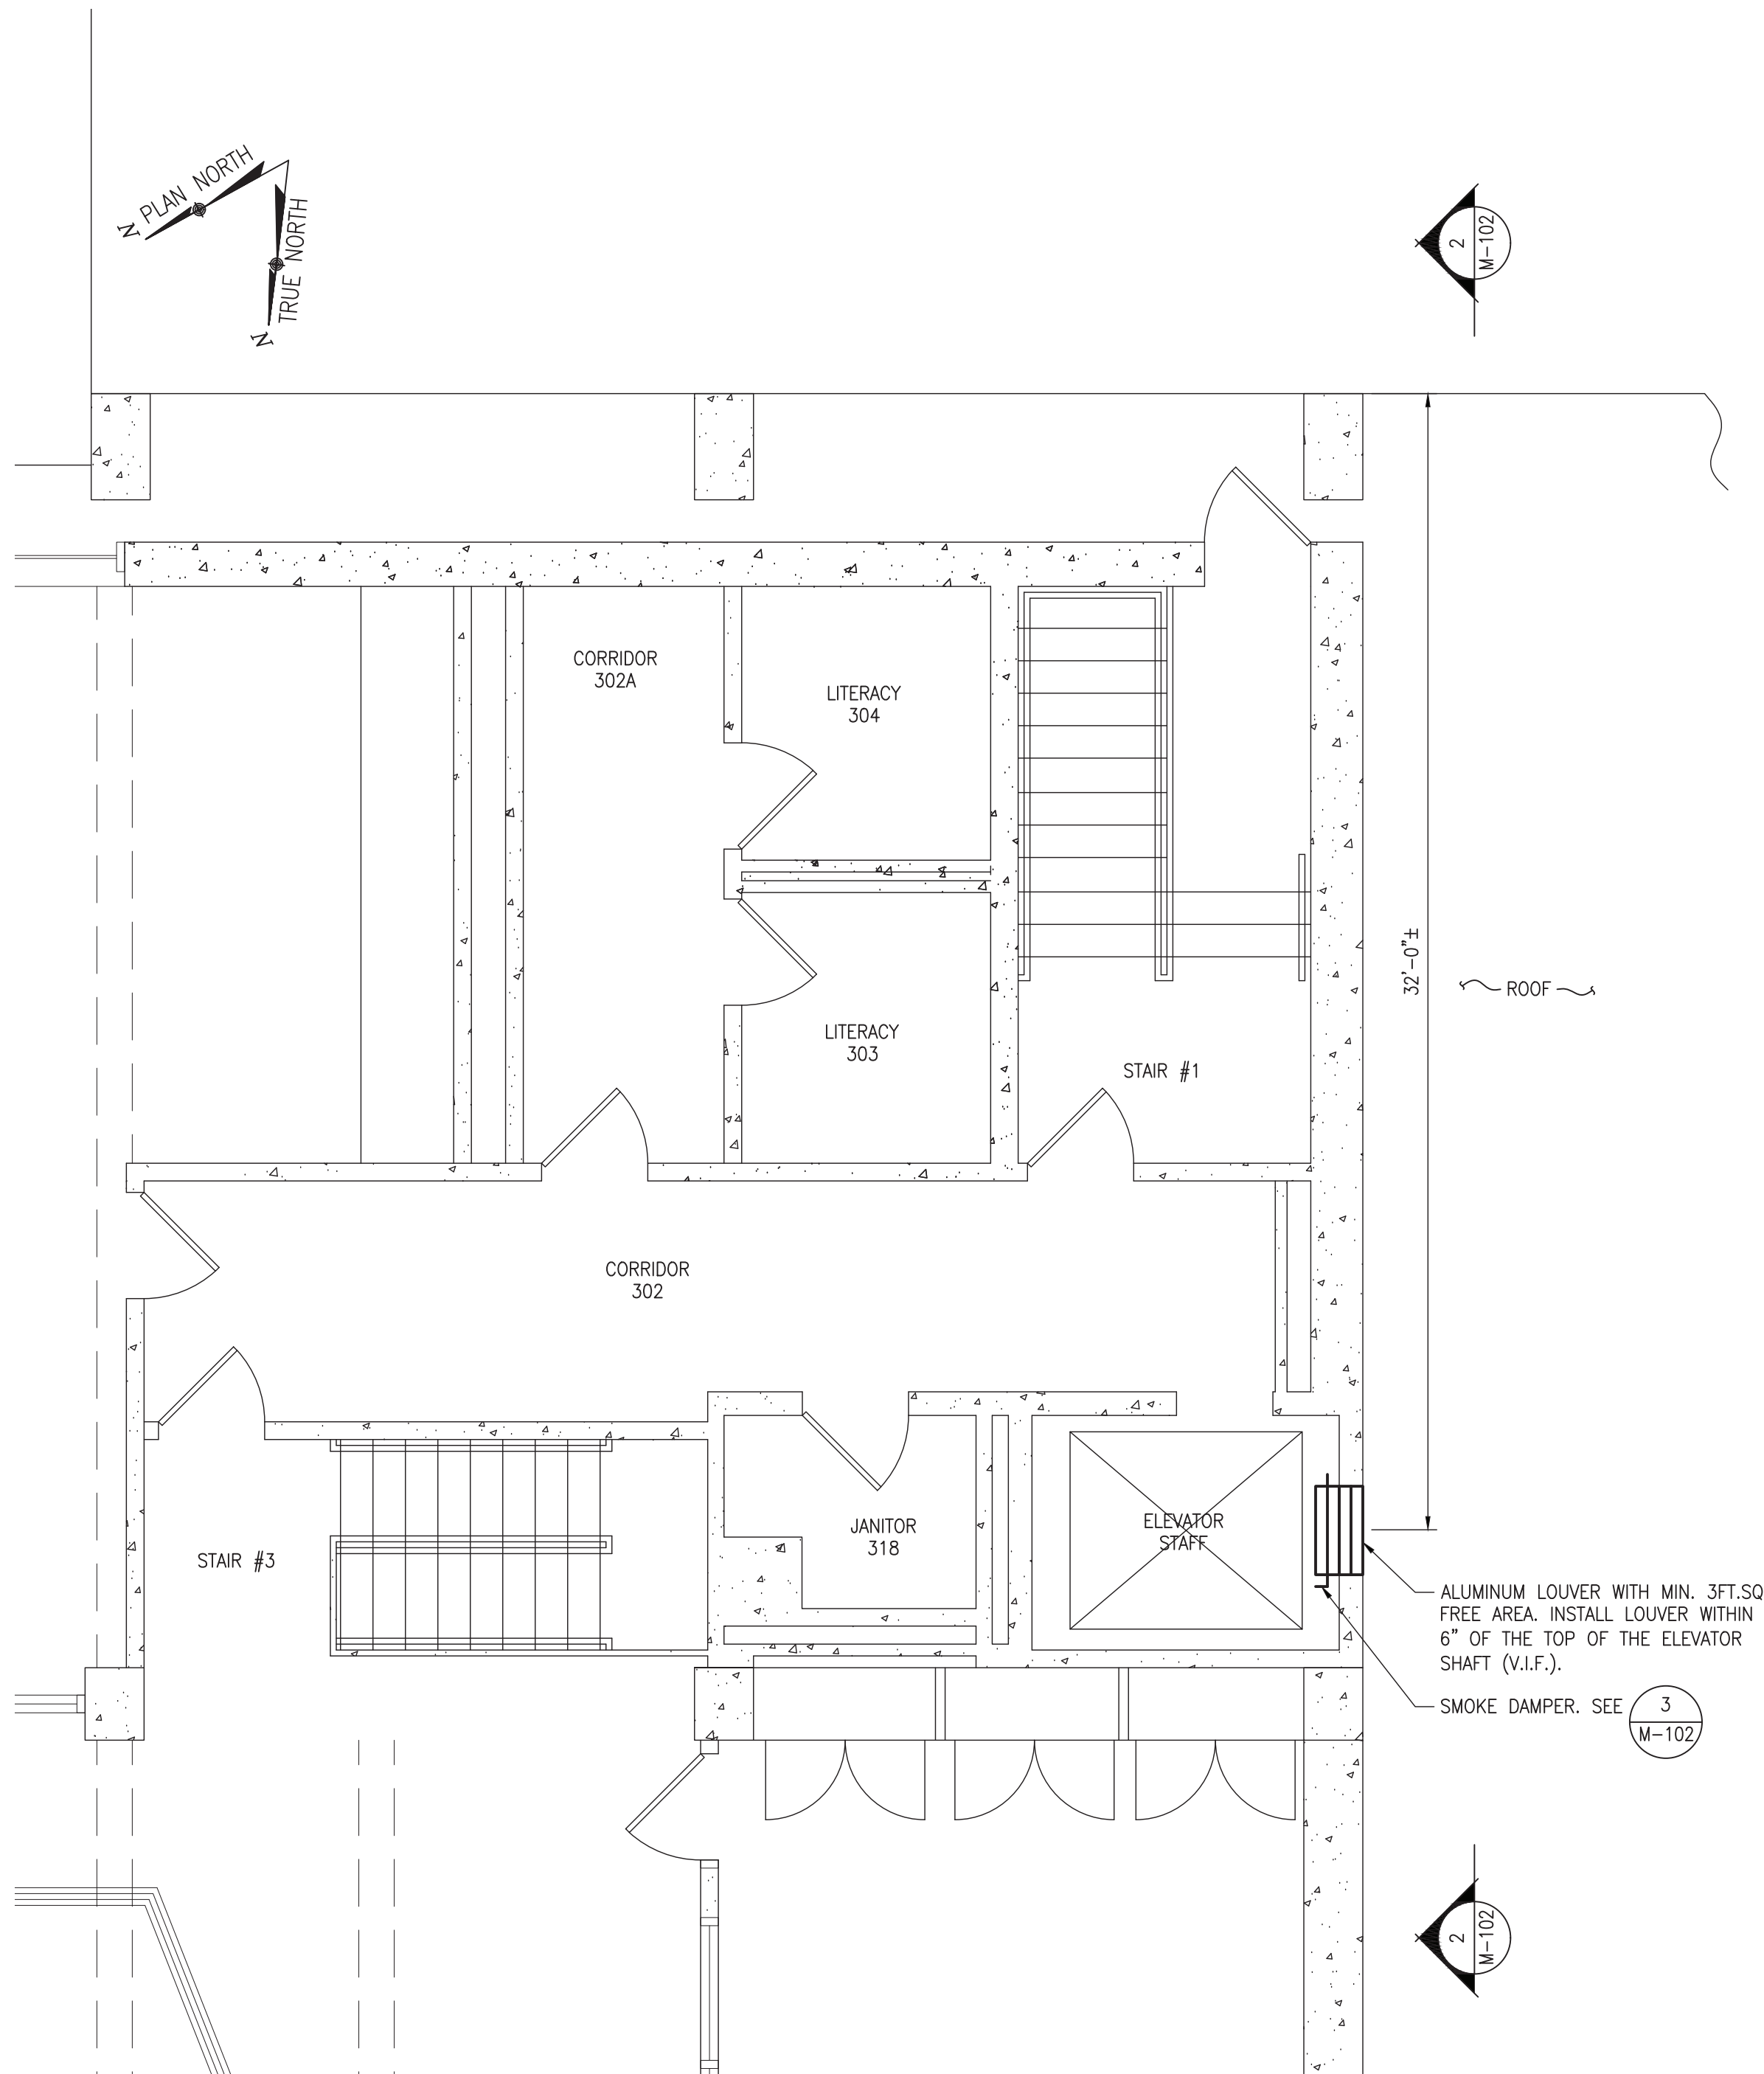 N PLAN NORTH
N TRUE NORTH
2
M-102
CORRIDOR
302A
LITERACY
304
32'-0"±
ROOF
LITERACY
303
STAIR #1
CORRIDOR
302
JANITOR
318
ELEVATOR
STAFF
STAIR #3
ALUMINUM LOUVER WITH MIN. 3FT.SQ
FREE AREA. INSTALL LOUVER WITHIN
6" OF THE TOP OF THE ELEVATOR
SHAFT (V.I.F.).
SMOKE DAMPER. SEE
3
M-102
2
M-102